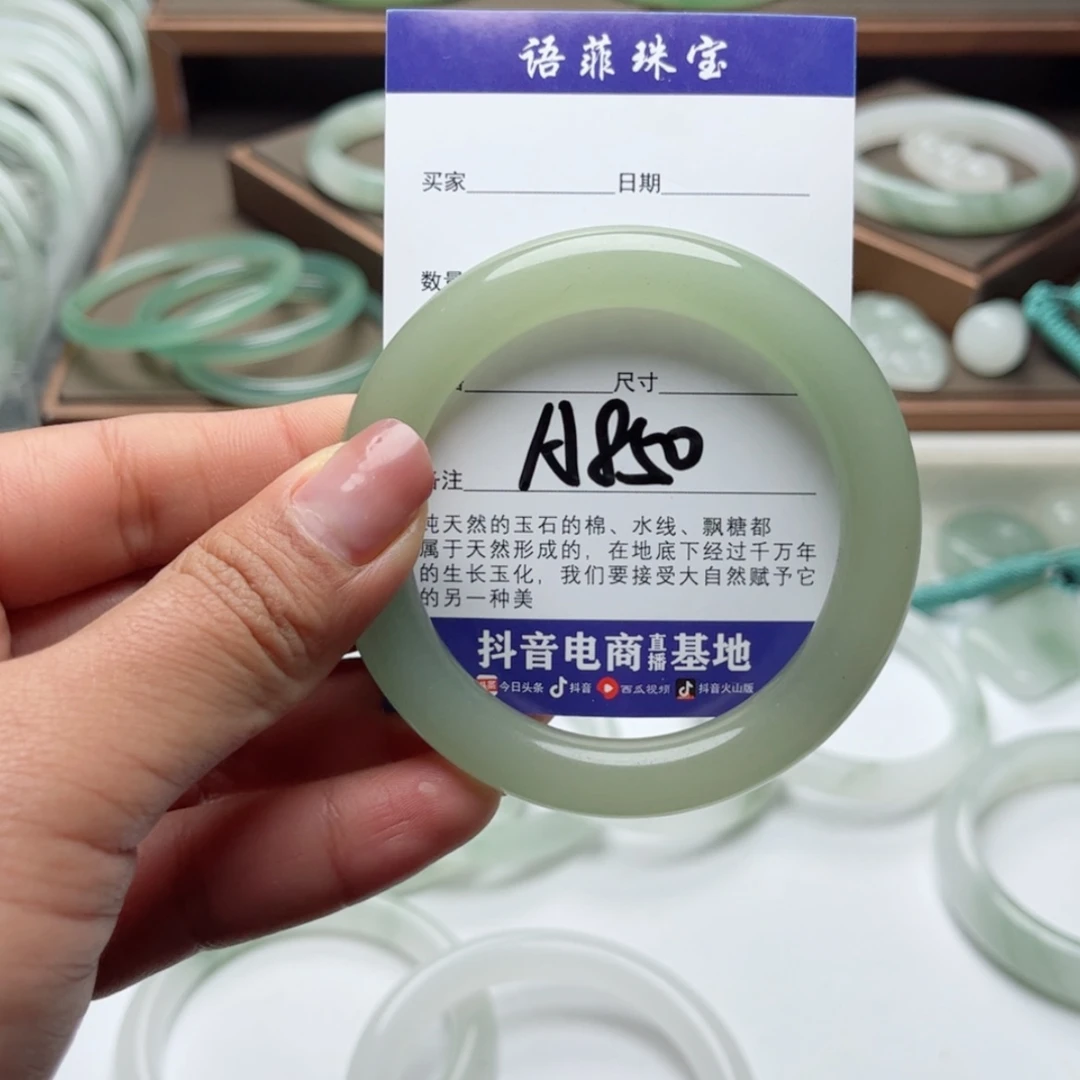 语菲珠宝
买家 日期
数量
尺寸
A850
备注
纯天然的玉石的棉、水线、飘糖都
属于天然形成的，在地底下经过千万年
的生长玉化，我们要接受大自然赋予它
的另一种美
抖音电商直播基地
今日头条 抖音 西瓜视频 抖音火山版